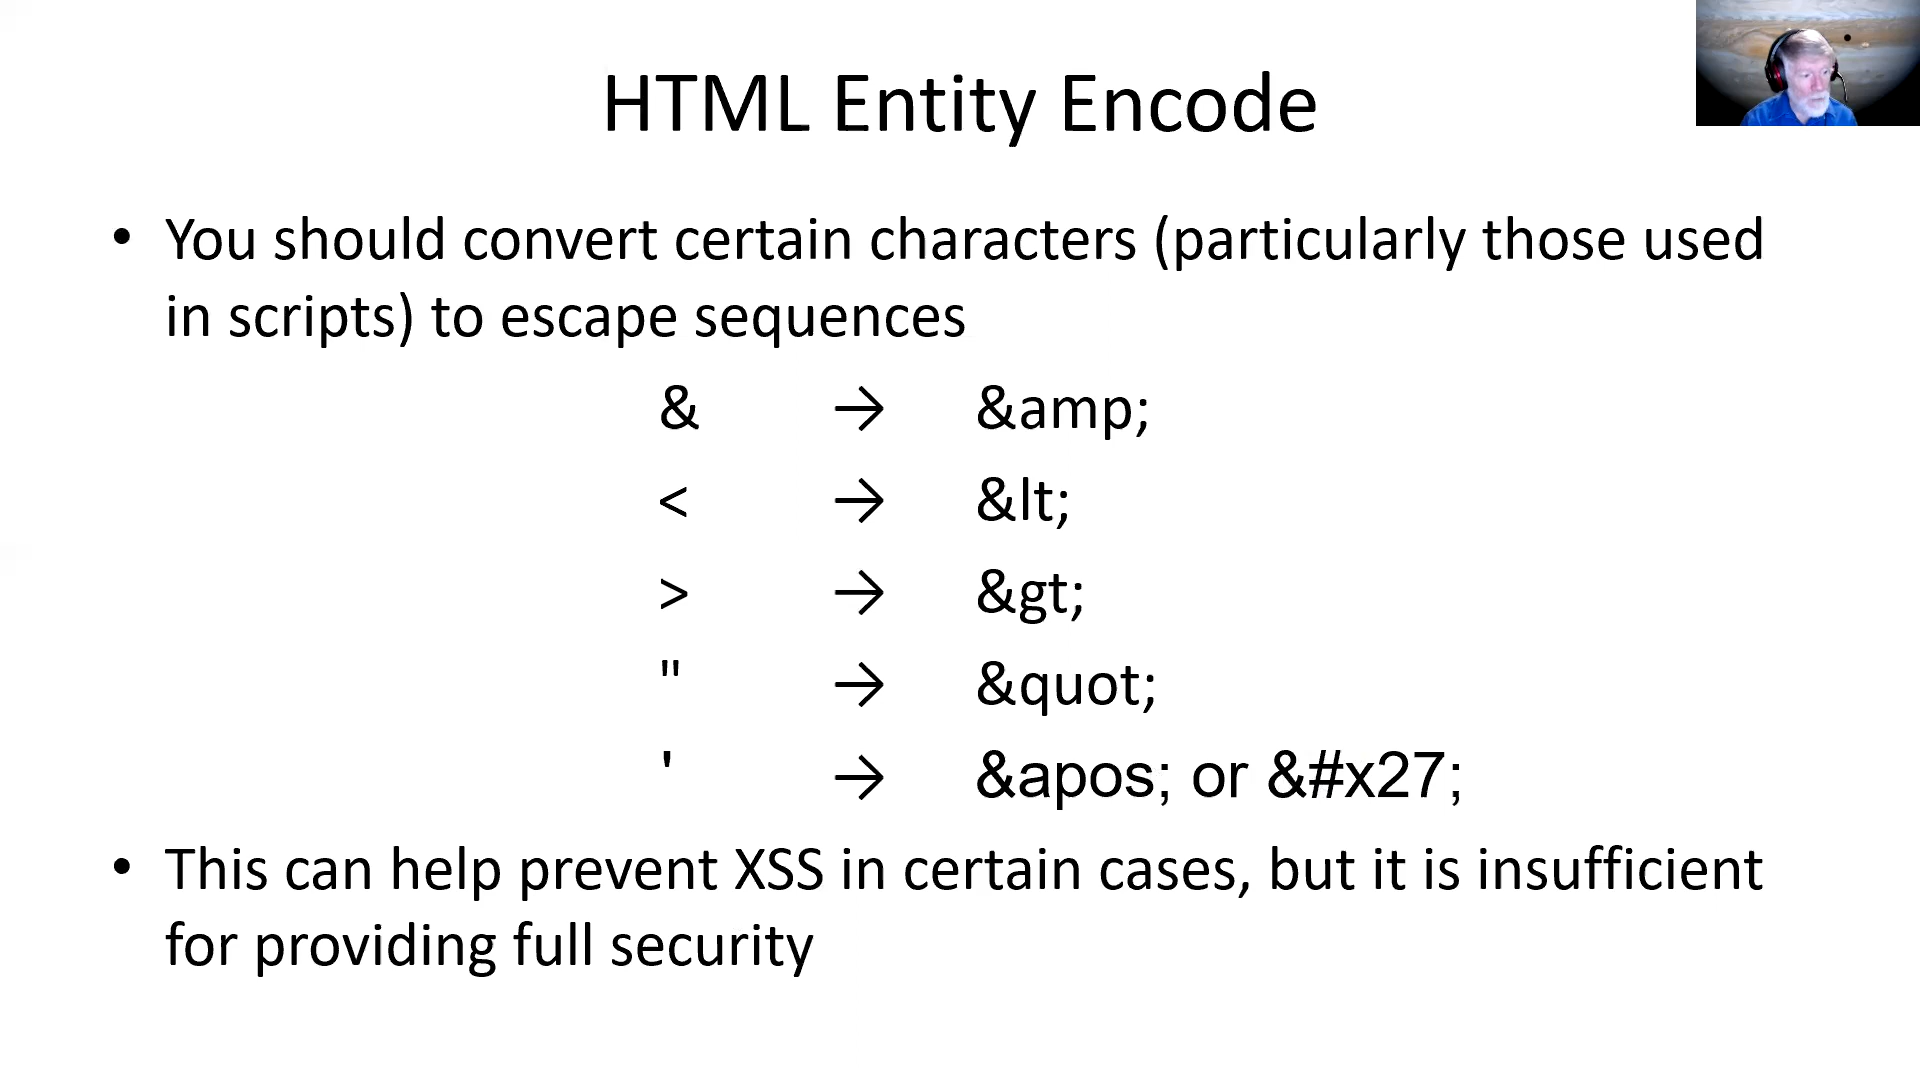 HTML Entity Encode
• You should convert certain characters (particularly those used
in scripts) to escape sequences
& → &amp;
< → &lt;
> → &gt;
" → &quot;
' → &apos; or &#x27;
• This can help prevent XSS in certain cases, but it is insufficient
for providing full security